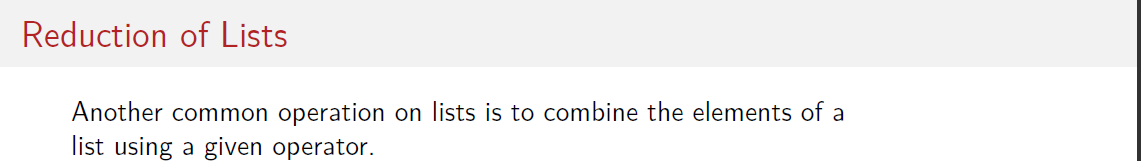 Reduction of Lists
Another common operation on lists is to combine the elements of a
list using a given operator.